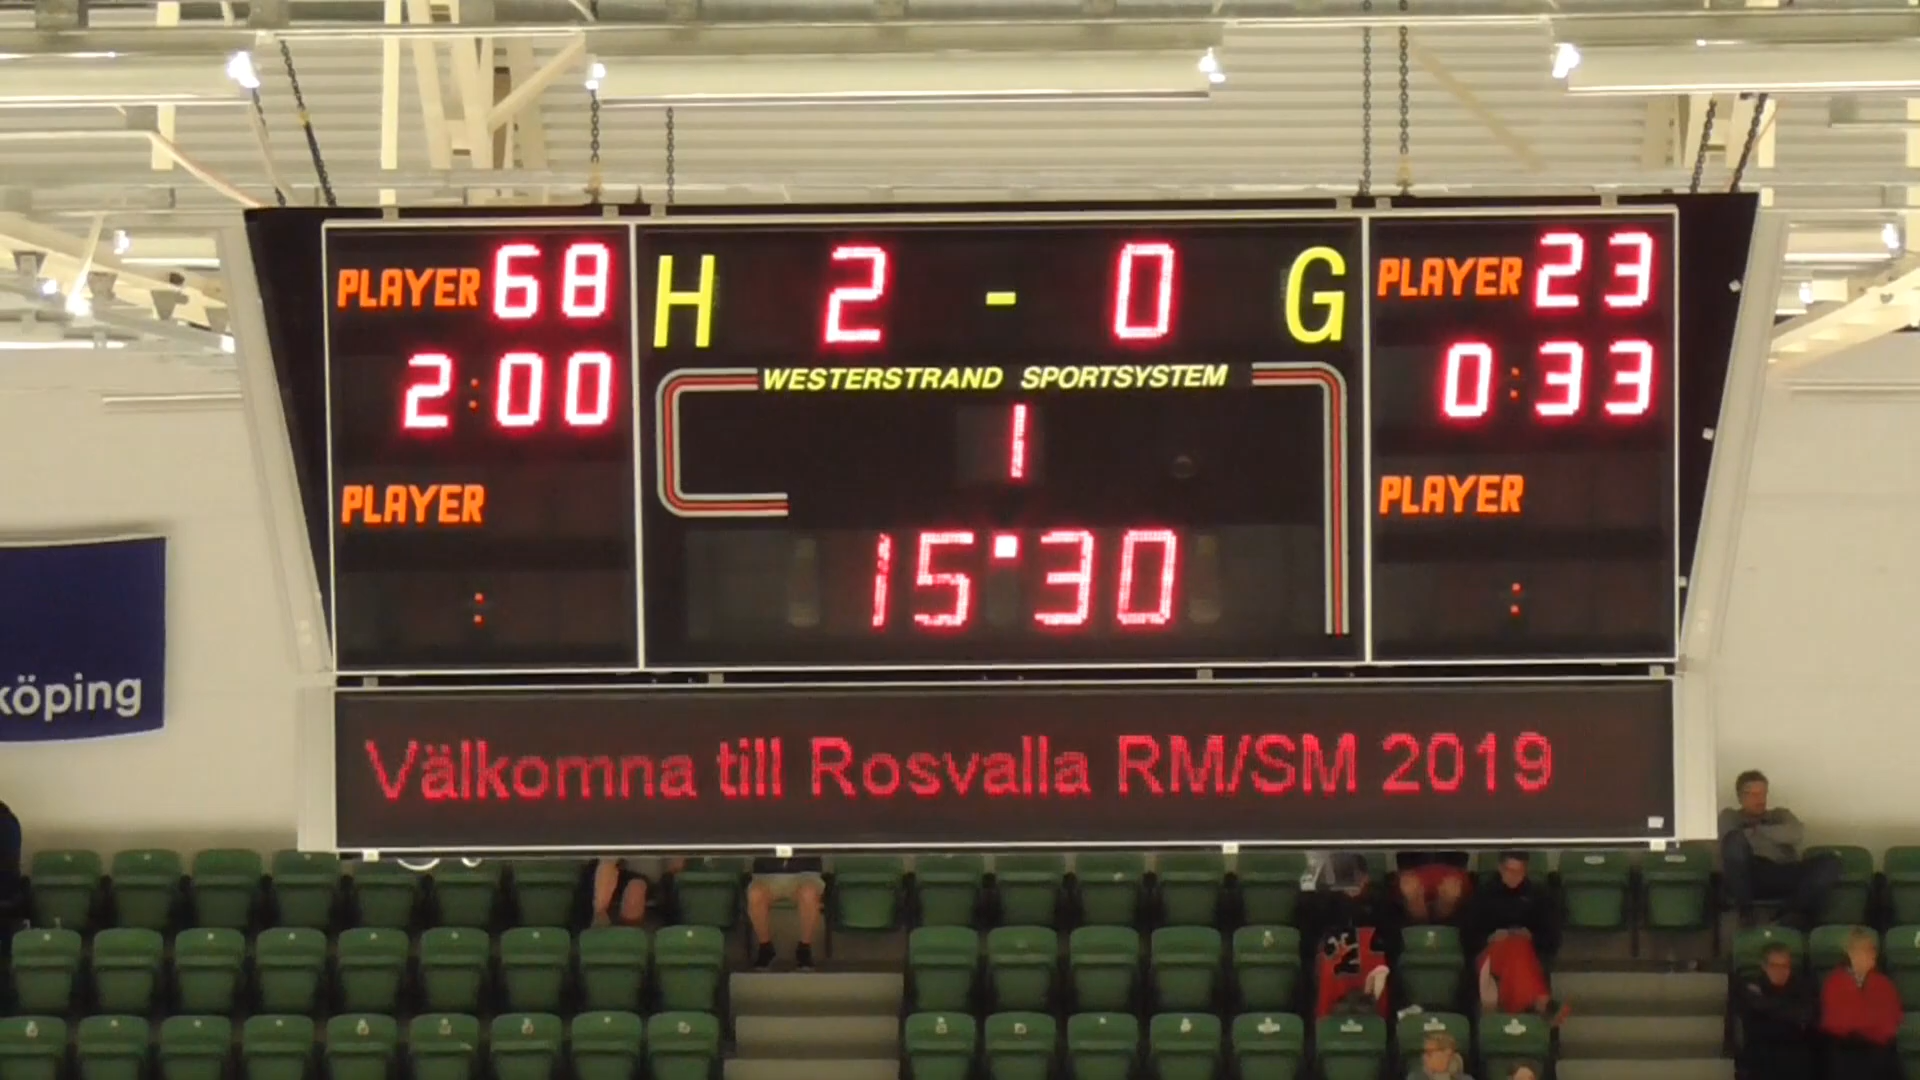 PLAYER 68 H 2 - 0 G PLAYER 23
2:00 WESTERSTRAND SPORTSYSTEM 0:33
1
PLAYER PLAYER
15:30
: :
köping
Välkomna till Rosvalla RM/SM 2019